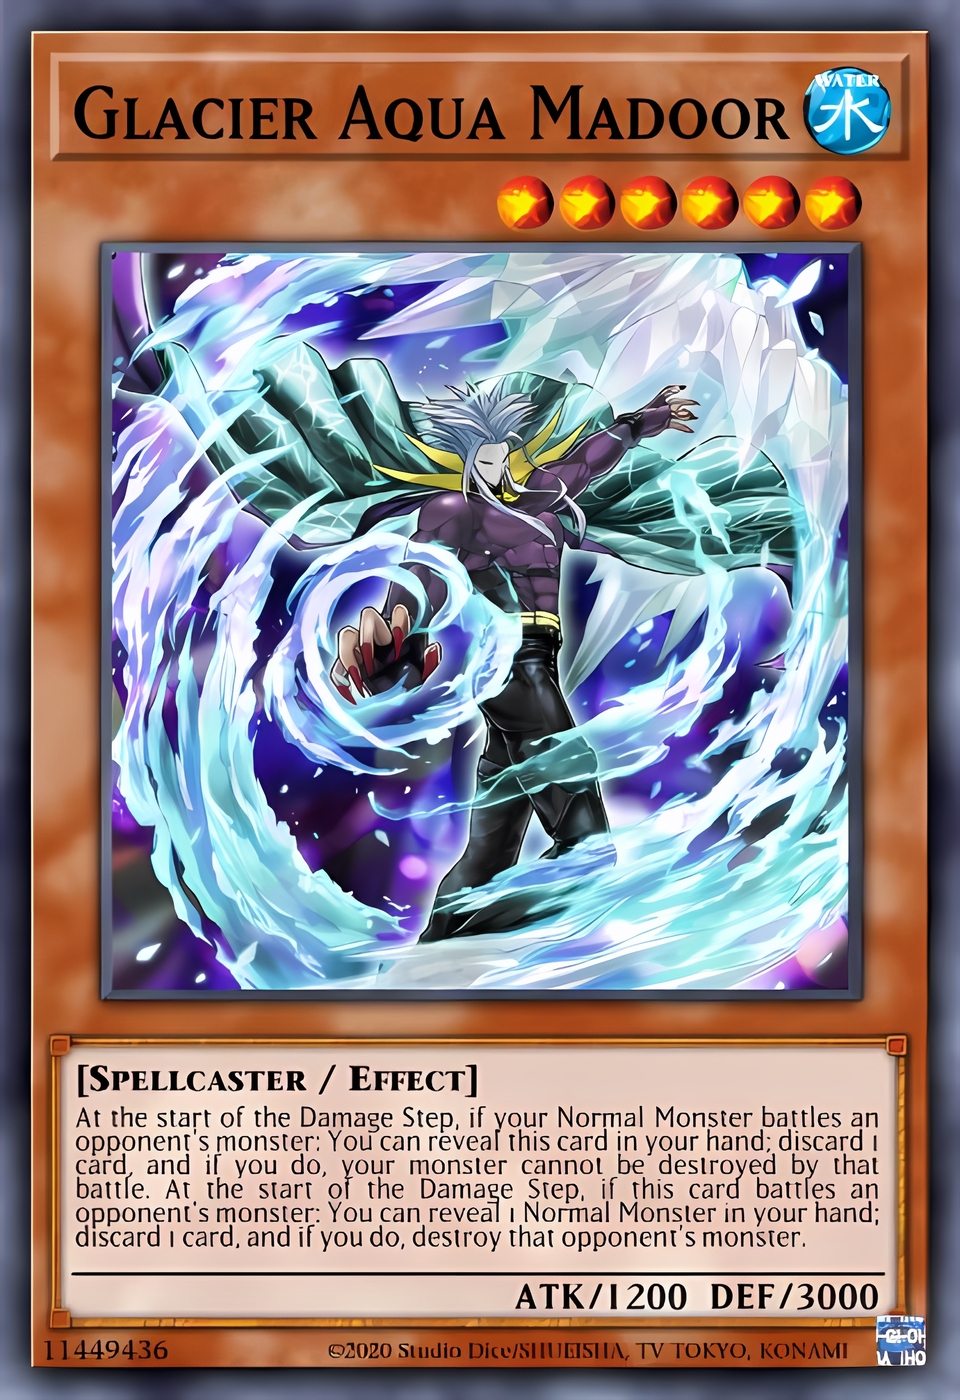 GLACIER AQUA MADOOR
WATER
水
[SPELLCASTER / EFFECT]
At the start of the Damage Step, if your Normal Monster battles an
opponent's monster: You can reveal this card in your hand; discard 1
card, and if you do, your monster cannot be destroyed by that
battle. At the start of the Damage Step, if this card battles an
opponent's monster: You can reveal 1 Normal Monster in your hand;
discard 1 card, and if you do, destroy that opponent's monster.
ATK/1200 DEF/3000
11449436
©2020 Studio Dice/SHUEISHA, TV TOKYO, KONAMI